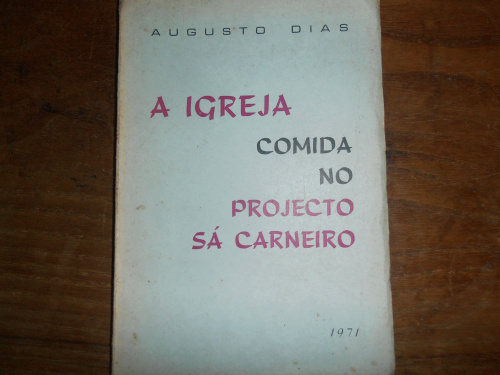 AUGUSTO DIAS
A IGREJA
COMIDA
NO
PROJECTO
SÁ CARNEIRO
1971